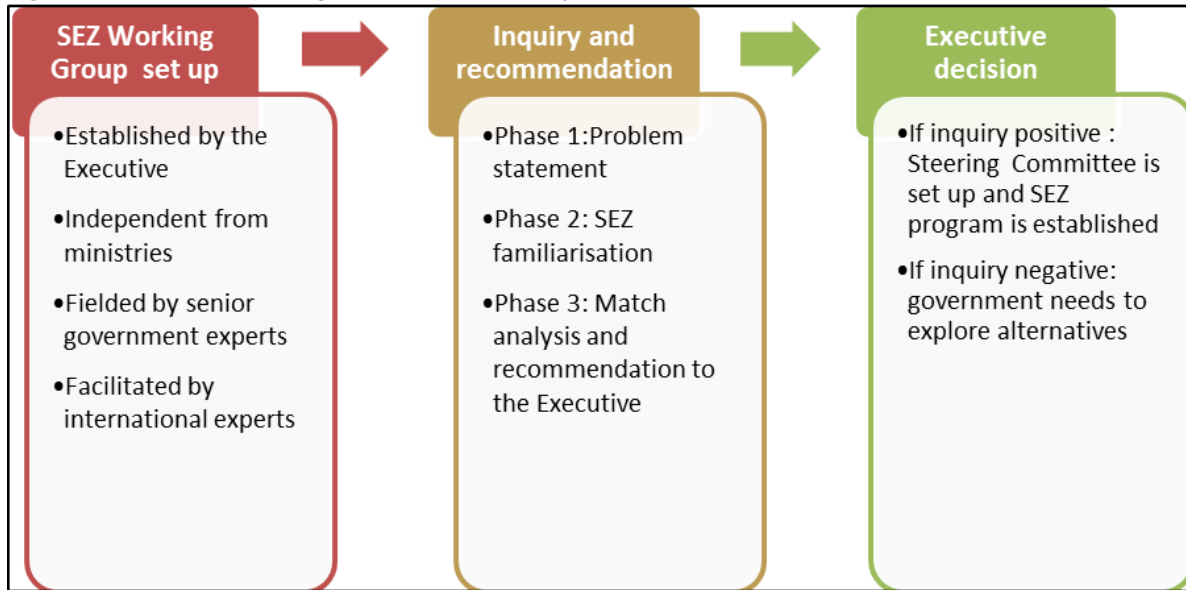 SEZ Working
Group set up
•Established by the
Executive
•Independent from
ministries
•Fielded by senior
government experts
•Facilitated by
international experts
Inquiry and
recommendation
•Phase 1:Problem
statement
•Phase 2: SEZ
familiarisation
•Phase 3: Match
analysis and
recommendation to
the Executive
Executive
decision
•If inquiry positive :
Steering Committee is
set up and SEZ
program is established
•If inquiry negative:
government needs to
explore alternatives